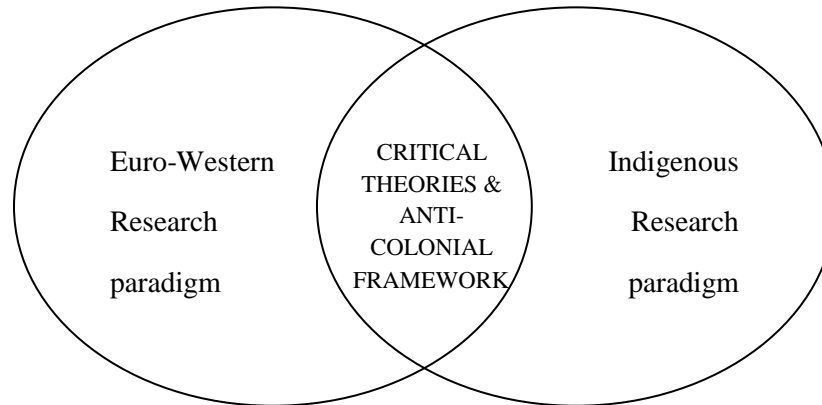 Euro-Western
Research
paradigm
CRITICAL
THEORIES &
ANTI-
COLONIAL
FRAMEWORK
Indigenous
Research
paradigm